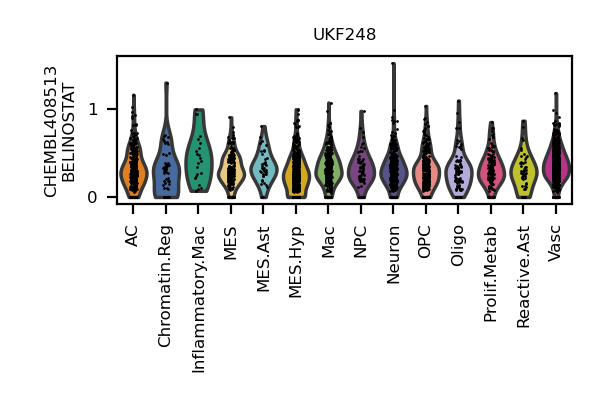 UKF248
CHEMBL408513
BELINOSTAT
1
0
AC
Chromatin.Reg
Inflammatory.Mac
MES
MES.Ast
MES.Hyp
Mac
NPC
Neuron
OPC
Oligo
Prolif.Metab
Reactive.Ast
Vasc